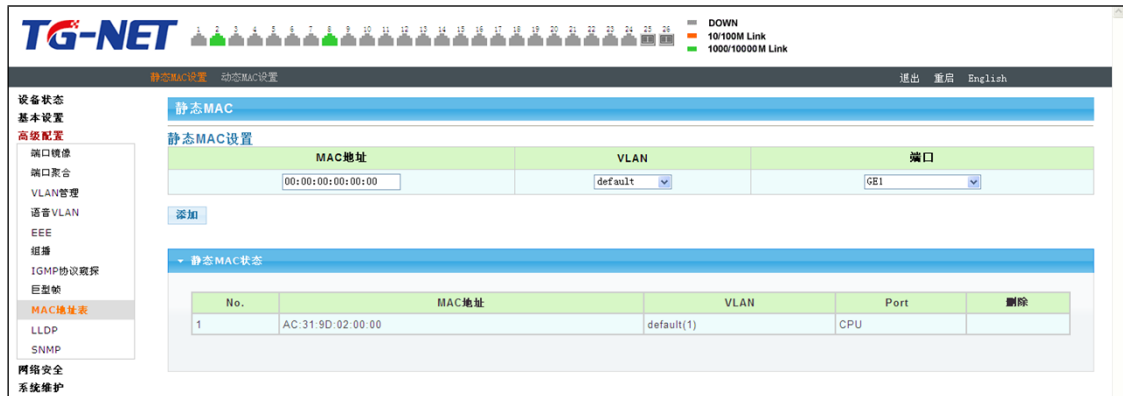 TG-NET
1 2 3 4 5 6 7 8 9 10 11 12 13 14 15 16 17 18 19 20 21 22 23 24 25 26
DOWN
10/100M Link
1000/10000M Link
静态MAC设置 动态MAC设置 退出 重启 English
设备状态
基本设置
高级配置
端口镜像
端口聚合
VLAN管理
语音VLAN
EEE
组播
IGMP协议窥探
巨型帧
MAC地址表
LLDP
SNMP
网络安全
系统维护
静态MAC
静态MAC设置
MAC地址 VLAN 端口
00:00:00:00:00:00 default GE1
添加
静态MAC状态
No. MAC地址 VLAN Port 删除
1 AC:31:9D:02:00:00 default(1) CPU